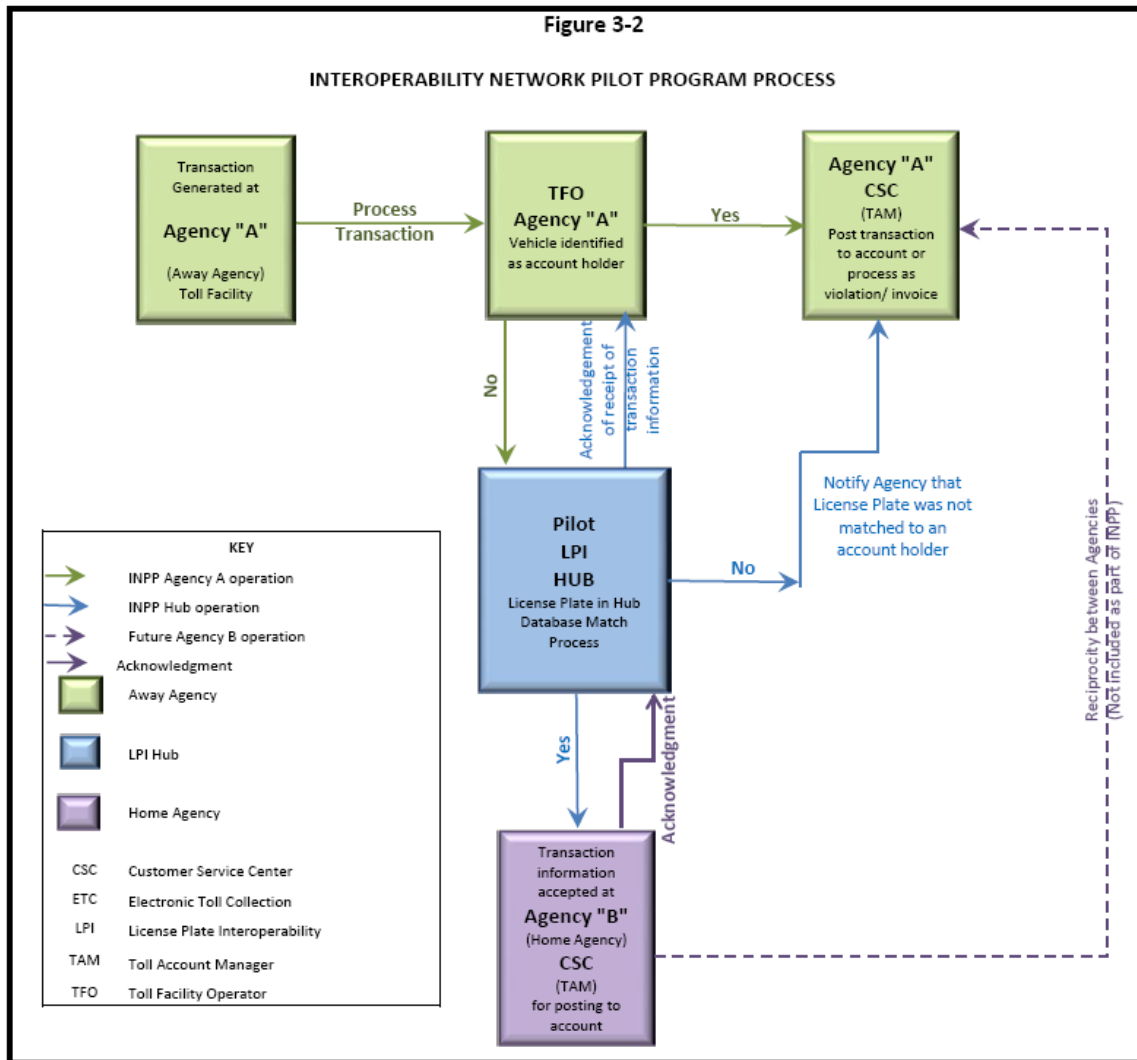 Figure 3-2
INTEROPERABILITY NETWORK PILOT PROGRAM PROCESS
Transaction
Generated at
Agency "A"
(Away Agency)
Toll Facility
Process
Transaction
TFO
Agency "A"
Vehicle identified
as account holder
Yes
Agency "A"
CSC
(TAM)
Post transaction
to account or
process as
violation/ invoice
No
Acknowledgement
of receipt of
transaction
information
Pilot
LPI
HUB
License Plate in Hub
Database Match
Process
No
Notify Agency that
License Plate was not
matched to an
account holder
Reciprocity between Agencies
(Not included as part of INPP)
Yes
Acknowledgment
Transaction
information
accepted at
Agency "B"
(Home Agency)
CSC
(TAM)
for posting to
account
KEY
INPP Agency A operation
INPP Hub operation
Future Agency B operation
Acknowledgment
Away Agency
LPI Hub
Home Agency
CSC Customer Service Center
ETC Electronic Toll Collection
LPI License Plate Interoperability
TAM Toll Account Manager
TFO Toll Facility Operator